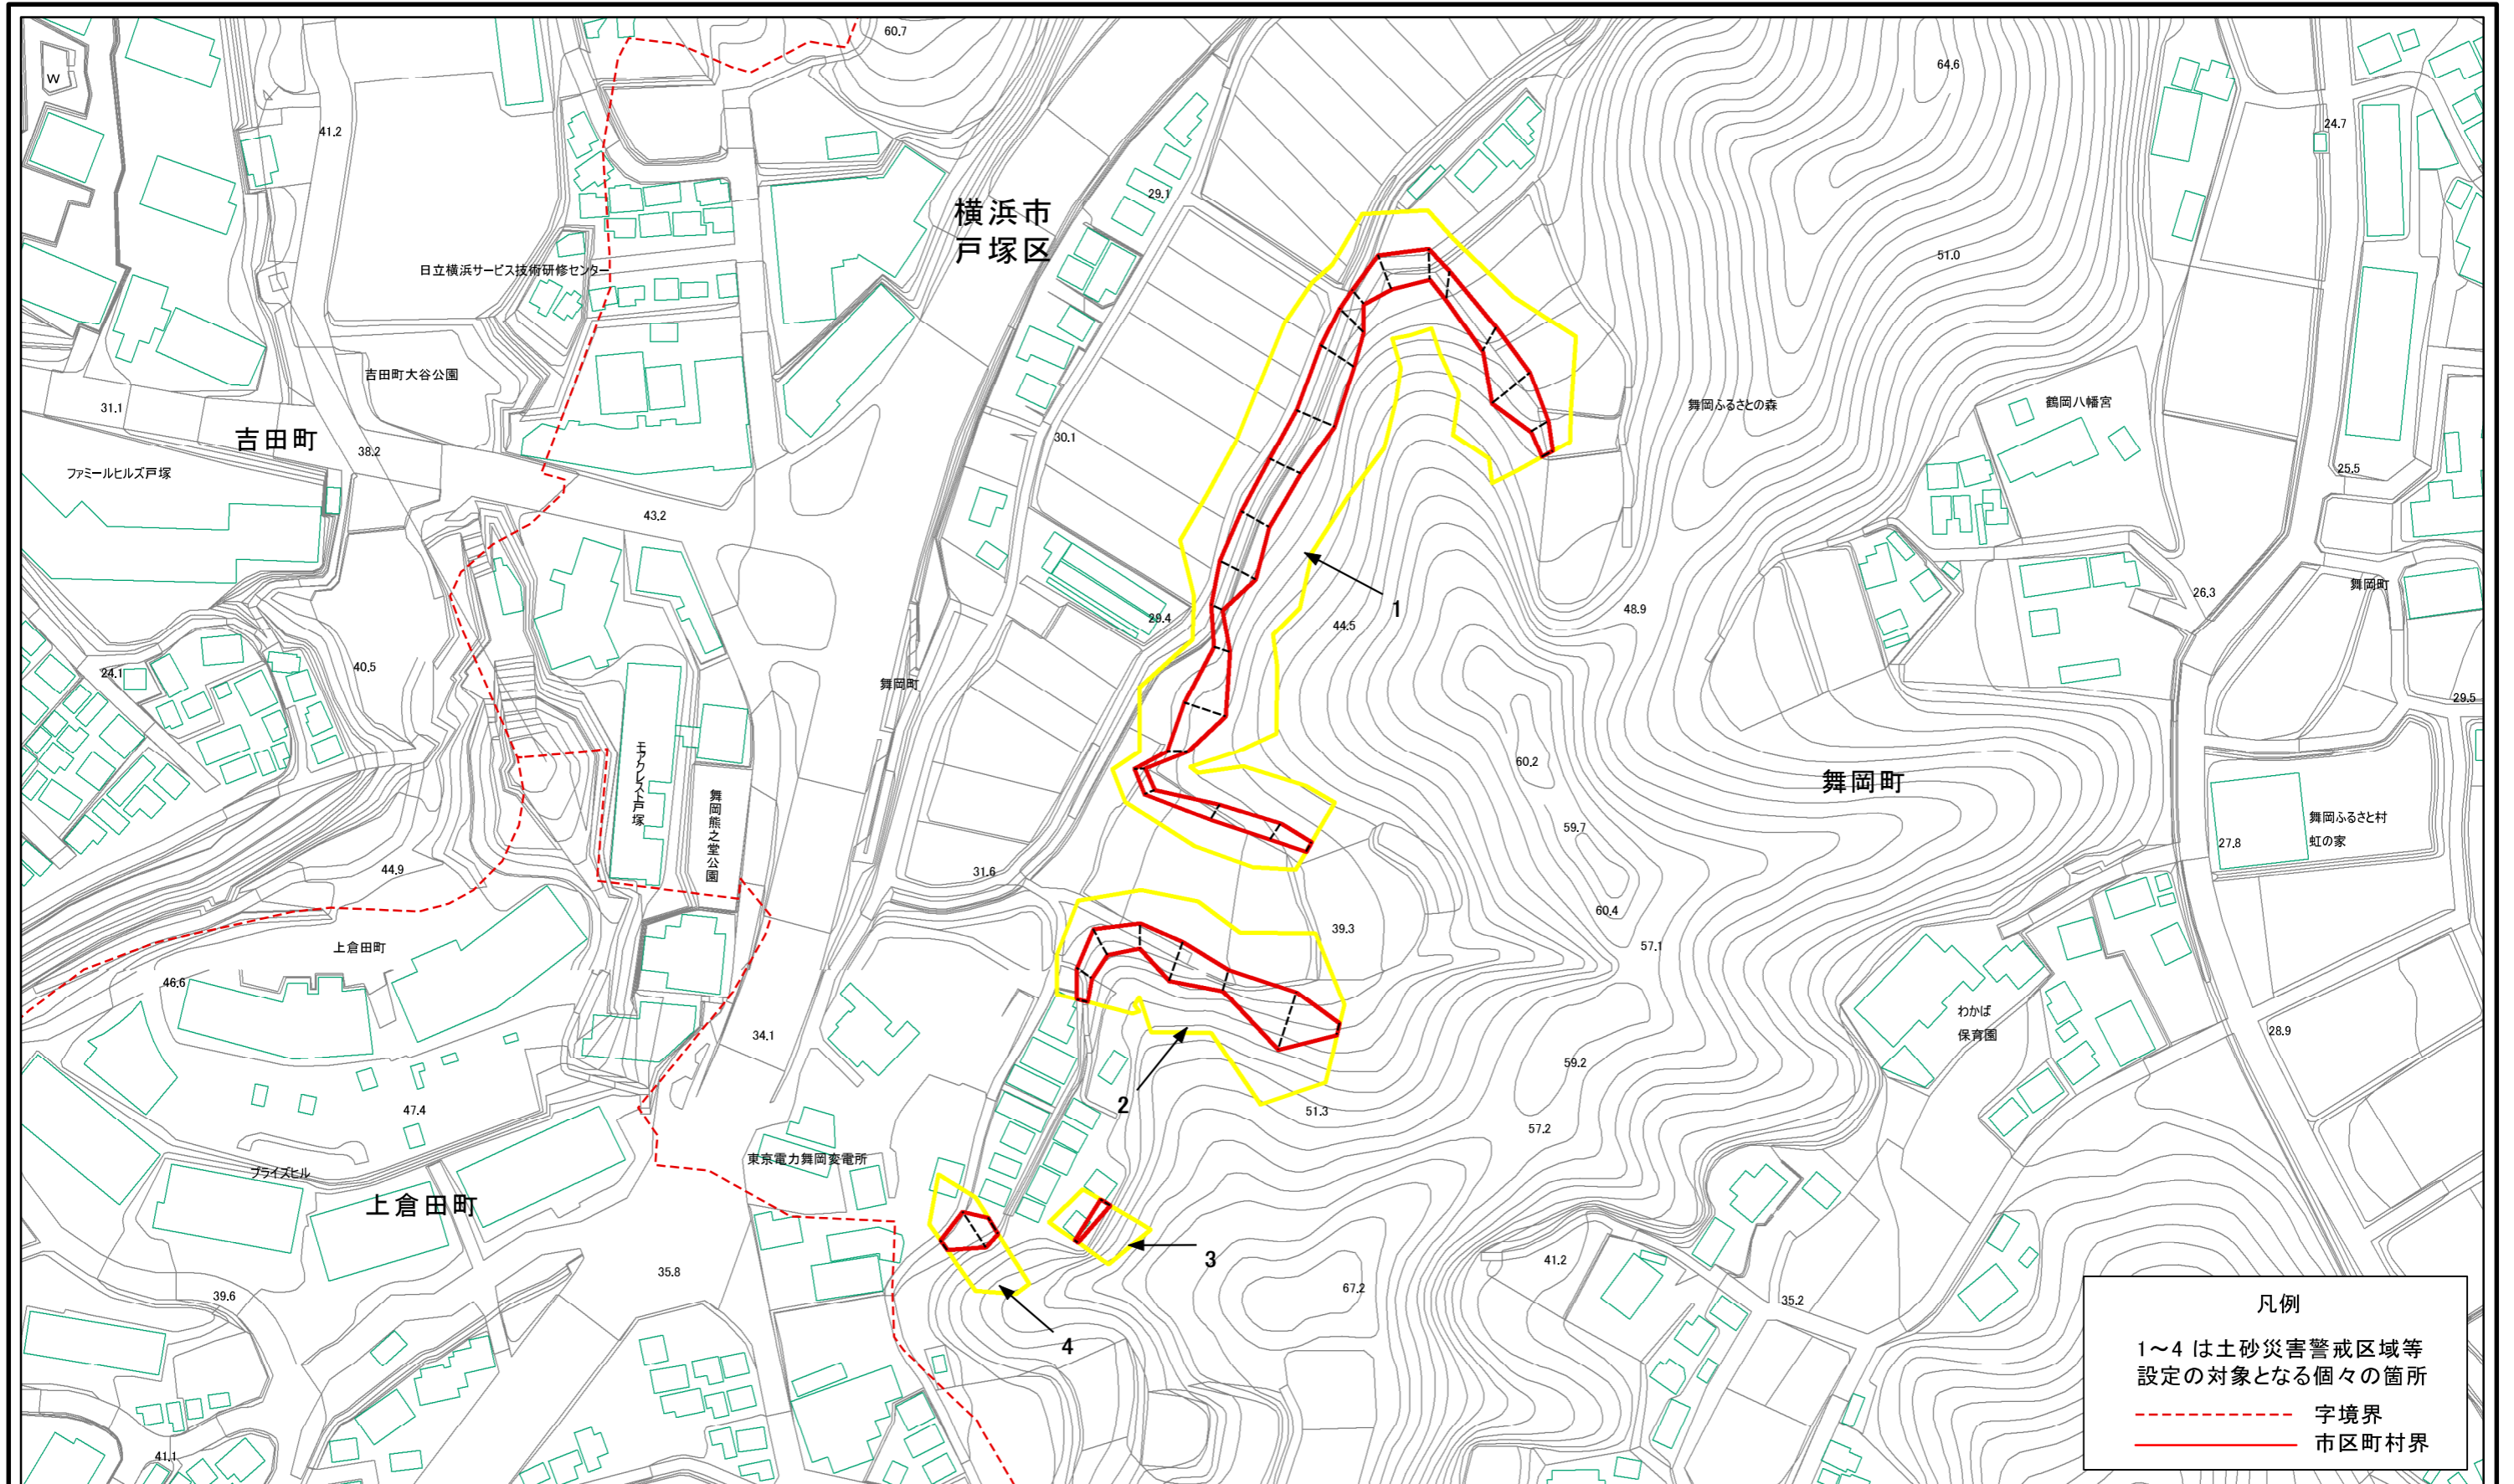 60.7
64.6
W
41.2
24.7
29.1
横浜市
戸塚区
51.0
日立横浜サービス技術研修センター
吉田町大谷公園
31.1
舞岡ふるさとの森
鶴岡八幡宮
吉田町
38.2
30.1
ファミールヒルズ戸塚
25.5
43.2
舞岡町
26.3
1
48.9
29.4
44.5
40.5
24.1
舞岡町
29.5
モアクレスト戸塚
60.2
舞岡町
舞岡熊之堂公園
59.7
舞岡ふるさと村
虹の家
27.8
44.9
31.6
60.4
39.3
上倉田町
57.1
46.6
わかば
保育園
34.1
28.9
59.2
2
47.4
51.3
57.2
東京電力舞岡変電所
プライズヒル
上倉田町
3
41.2
35.8
67.2
39.6
35.2
4
41.1
凡例
1～4 は土砂災害警戒区域等
設定の対象となる個々の箇所
字境界
市区町村界